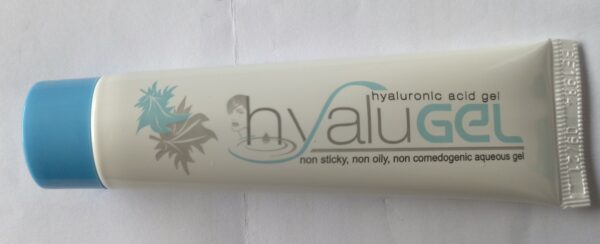 hyaluronic acid gel
hyaluGEL
non sticky, non oily, non comedogenic aqueous gel